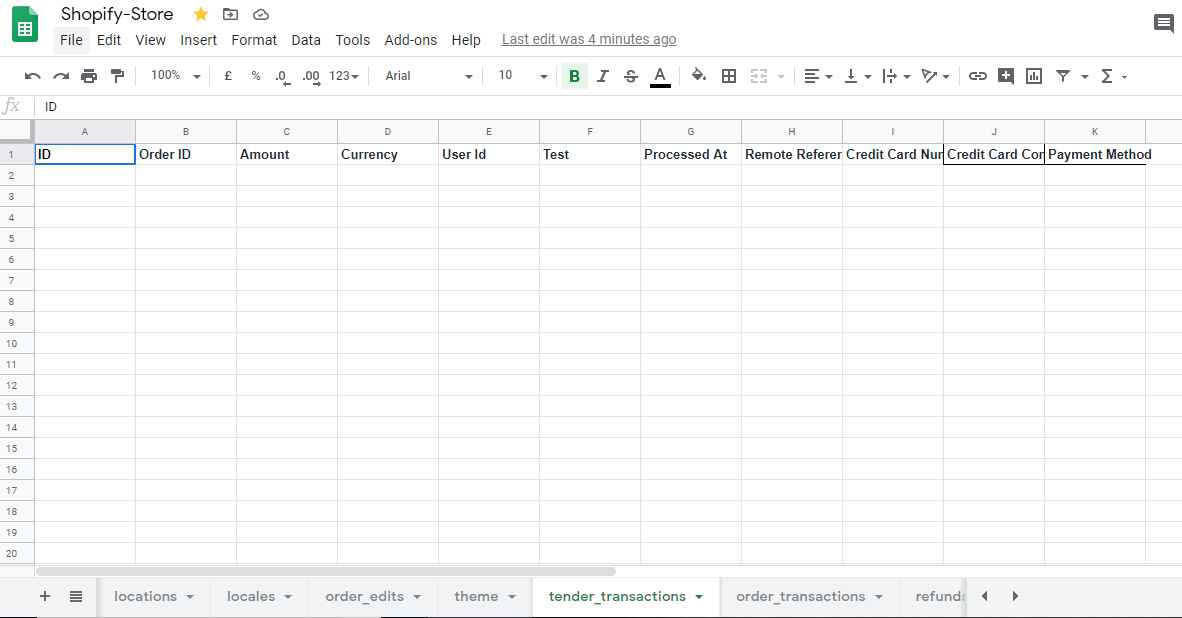 Shopify-Store
File Edit View Insert Format Data Tools Add-ons Help Last edit was 4 minutes ago
100% £ % .0 .00 123 Arial 10 B I S A Σ
fx ID
A B C D E F G H I J K
1 ID Order ID Amount Currency User Id Test Processed At Remote Referer Credit Card Nur Credit Card Cor Payment Method
2
3
4
5
6
7
8
9
10
11
12
13
14
15
16
17
18
19
20
+ locations locales order_edits theme tender_transactions order_transactions refunds